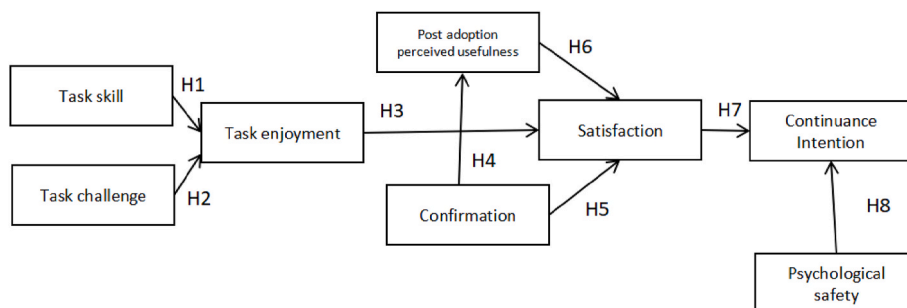 Post adoption
perceived usefulness
H6
Task skill
H1
Task enjoyment
H3
Satisfaction
H7
Continuance
Intention
Task challenge
H2
H4
Confirmation
H5
H8
Psychological
safety